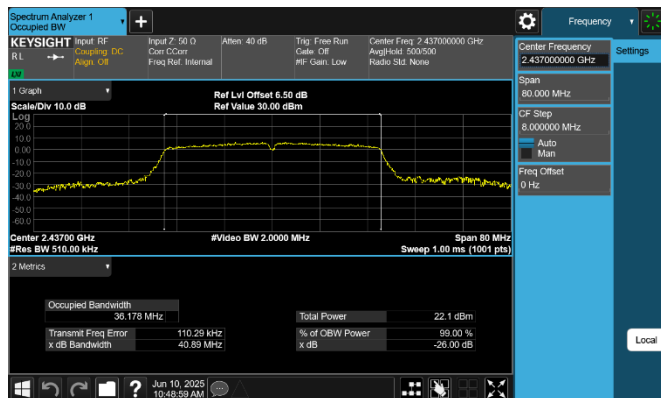 Spectrum Analyzer 1
Occupied BW
Frequency
KEYSIGHT
R L
Input: RF
Coupling: DC
Align: Off
Input Z: 50 Ω
Corr CCorr
Freq Ref: Internal
Atten: 40 dB
Trig: Free Run
Gate: Off
#IF Gain: Low
Center Freq: 2.437000000 GHz
Avg|Hold: 500/500
Radio Std: None
LXI
1 Graph
Scale/Div 10.0 dB
Ref Lvl Offset 6.50 dB
Ref Value 30.00 dBm
Log
20.0
10.0
0.00
-10.0
-20.0
-30.0
-40.0
-50.0
-60.0
Center 2.43700 GHz
#Res BW 510.00 kHz
#Video BW 2.0000 MHz
Span 80 MHz
Sweep 1.00 ms (1001 pts)
2 Metrics
Occupied Bandwidth
36.178 MHz
Transmit Freq Error 110.29 kHz
x dB Bandwidth 40.89 MHz
Total Power 22.1 dBm
% of OBW Power 99.00 %
x dB -26.00 dB
Center Frequency
2.437000000 GHz
Settings
Span
80.000 MHz
CF Step
8.000000 MHz
Auto
Man
Freq Offset
0 Hz
Local
?
Jun 10, 2025
10:48:59 AM